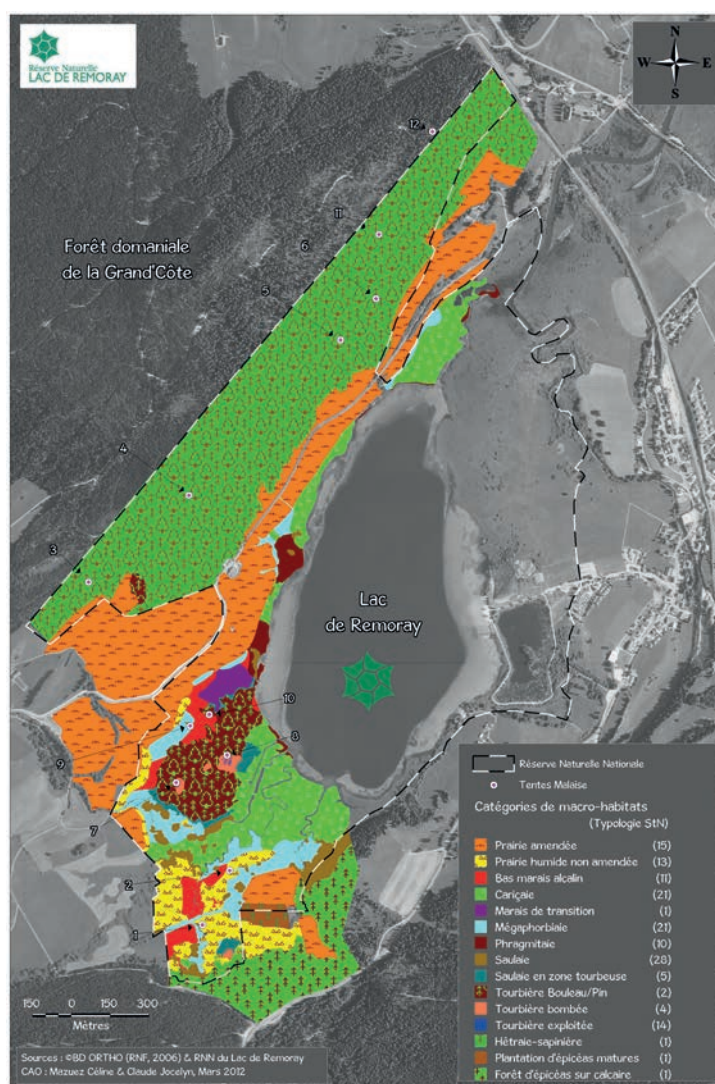 Réserve Naturelle
LAC DE REMORAY
N
W E
S
12
11
Forêt domaniale
de la Grand'Côte
6
5
4
3
Lac
de Remoray
10
8
9
7
2
1
Réserve Naturelle Nationale
Tentes Malaise
Catégories de macro-habitats
(Typologie StN)
Prairie amendée (15)
Prairie humide non amendée (13)
Bas marais alcalin (11)
Cariçaie (21)
Marais de transition (1)
Mégaphorbiaie (21)
Phragmitaie (10)
Saulaie (28)
Saulaie en zone tourbeuse (5)
Tourbière Bouleau/Pin (2)
Tourbière bombée (4)
Tourbière exploitée (14)
Hêtraie-sapinière (1)
Plantation d'épicéas matures (1)
Forêt d'épicéas sur calcaire (1)
150 0 150 300
Mètres
Sources : ©BD ORTHO (RNF, 2006) & RNN du Lac de Remoray
CAO : Mazuez Céline & Claude Jocelyn, Mars 2012